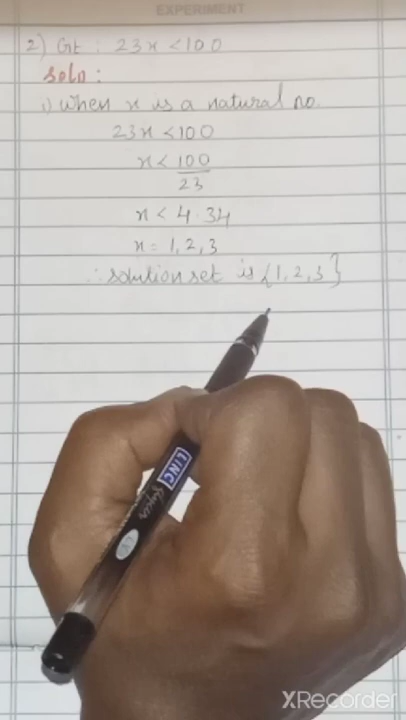 EXPERIMENT
2) Gt : 23x < 100
Soln :
i) When x is a natural no.
23x < 100
x < 100/23
x < 4.34
x = 1, 2, 3
∴ solution set is {1, 2, 3}
LINC
XRecorder